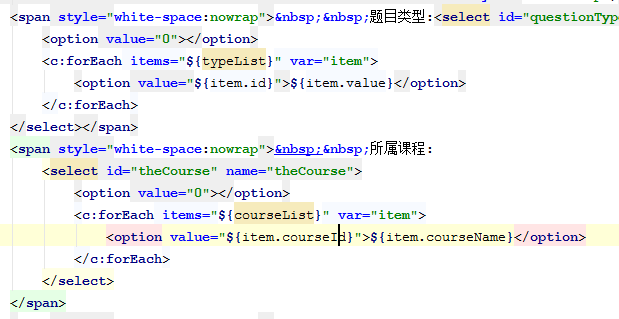 <span style="white-space:nowrap">&nbsp;&nbsp;题目类型:<select id="questionType
<option value="0"></option>
<c:forEach items="${typeList}" var="item">
<option value="${item.id}">${item.value}</option>
</c:forEach>
</select></span>
<span style="white-space:nowrap">&nbsp;&nbsp;所属课程:
<select id="theCourse" name="theCourse">
<option value="0"></option>
<c:forEach items="${courseList}" var="item">
<option value="${item.courseId}">${item.courseName}</option>
</c:forEach>
</select>
</span>